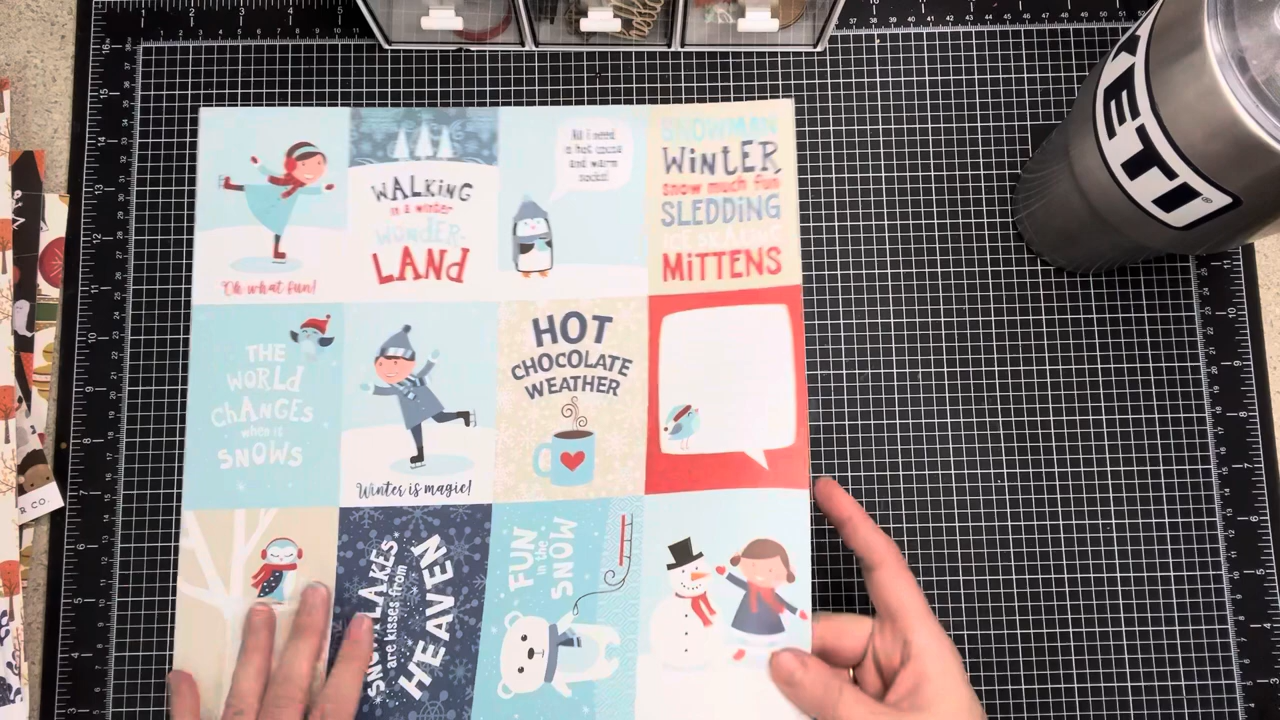 Oh what fun!
WALKING
in a winter
WONDER-
LAND
All i need
is hot cocoa
and warm
socks!
SNOWMAN
WiNTER
snow much fun
SLEDDiNG
ICE SKATING
MiTTENS
THE
WORLD
ChANGES
when it
SNOWS
Winter is magic!
HOT
CHOCOLATE
WEATHER
SNOWFLAKES
are kisses from
HEAVEN
FUN
in the
SNOW
YETI
R CO.